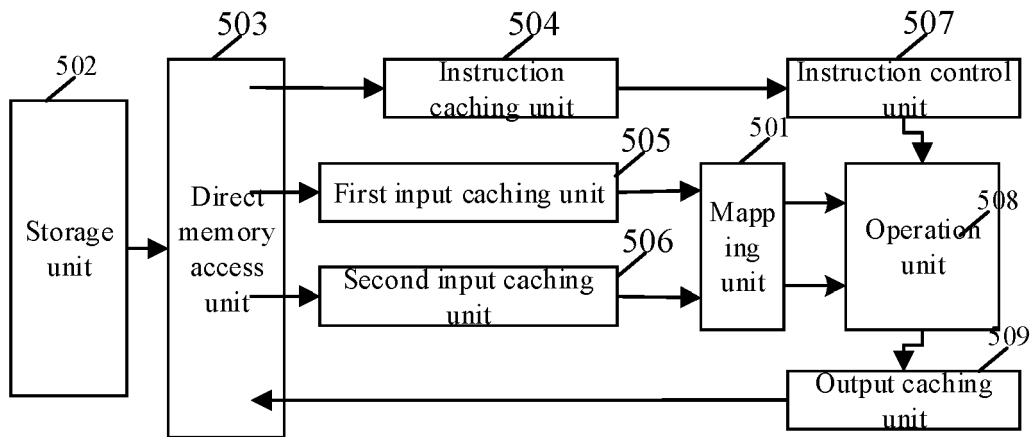 502
503
504
507
Instruction
caching unit
Instruction control
unit
505
501
First input caching unit
Direct
memory
access
unit
Storage
unit
Mapp
ing unit
508
Operation
unit
506
Second input caching
unit
509
Output caching
unit